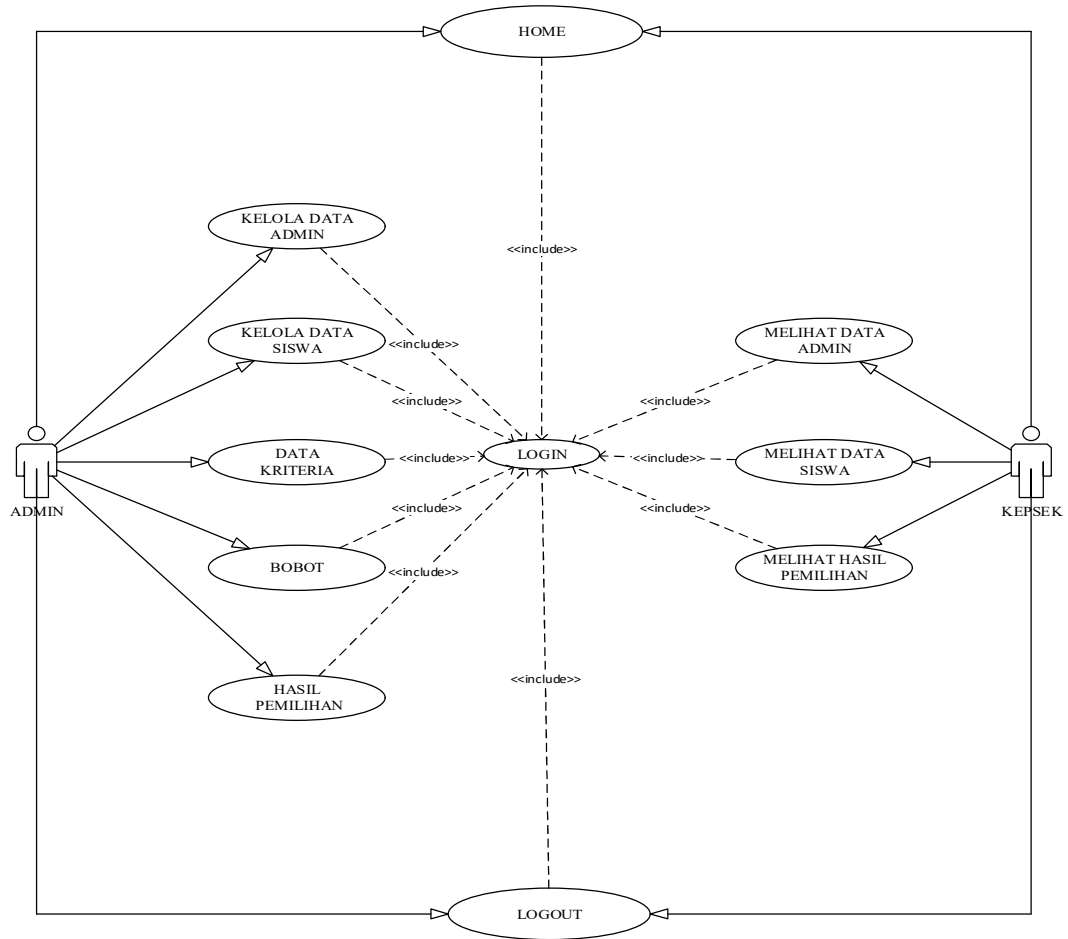 HOME
KELOLA DATA
ADMIN
<<include>>
KELOLA DATA
SISWA
<<include>>
MELIHAT DATA
ADMIN
<<include>>
<<include>>
DATA
KRITERIA
<<include>>
LOGIN
<<include>>
MELIHAT DATA
SISWA
ADMIN
KEPSEK
<<include>>
<<include>>
BOBOT
<<include>>
MELIHAT HASIL
PEMILIHAN
HASIL
PEMILIHAN
<<include>>
LOGOUT